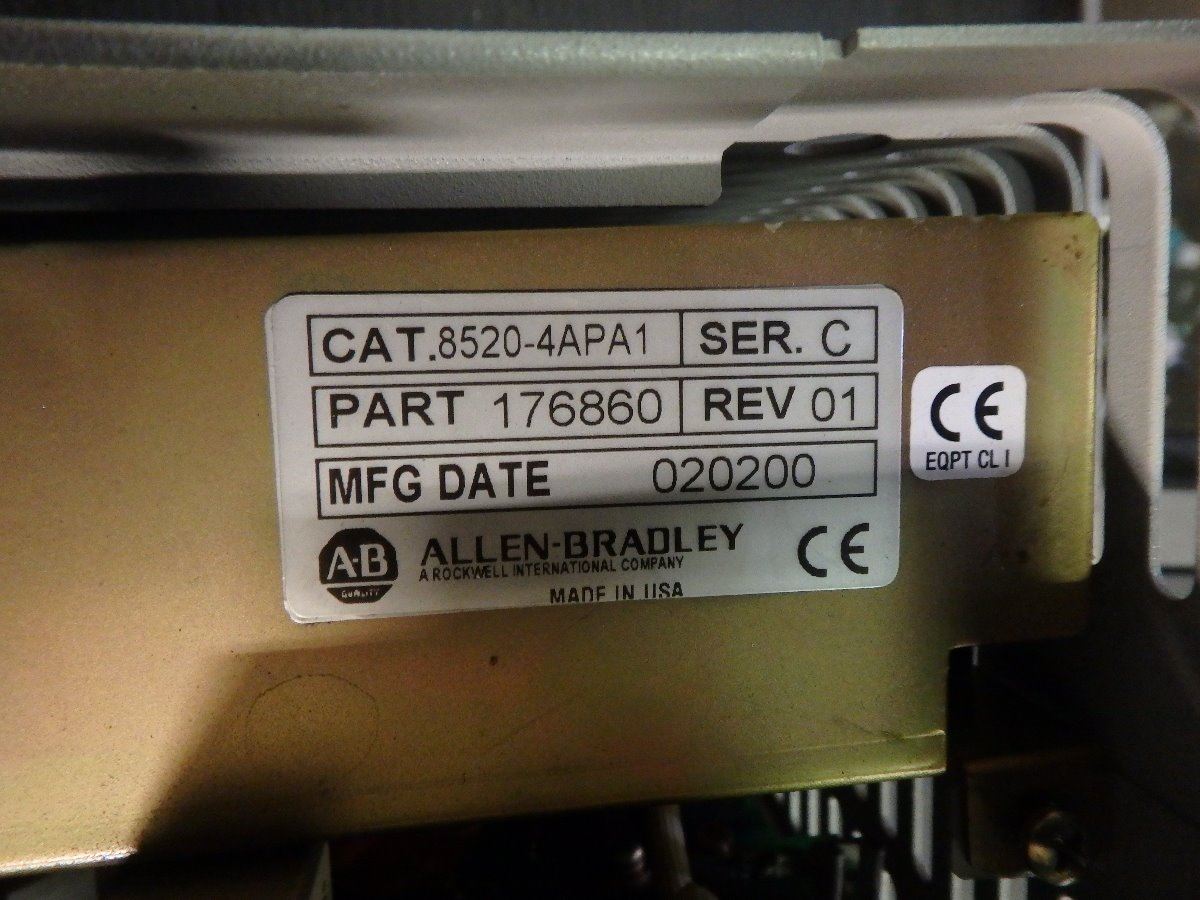 CAT. 8520-4APA1 SER. C
PART 176860 REV 01
MFG DATE 020200
CE
EQPT CL I
A-B
QUALITY
ALLEN-BRADLEY
A ROCKWELL INTERNATIONAL COMPANY
MADE IN USA
CE